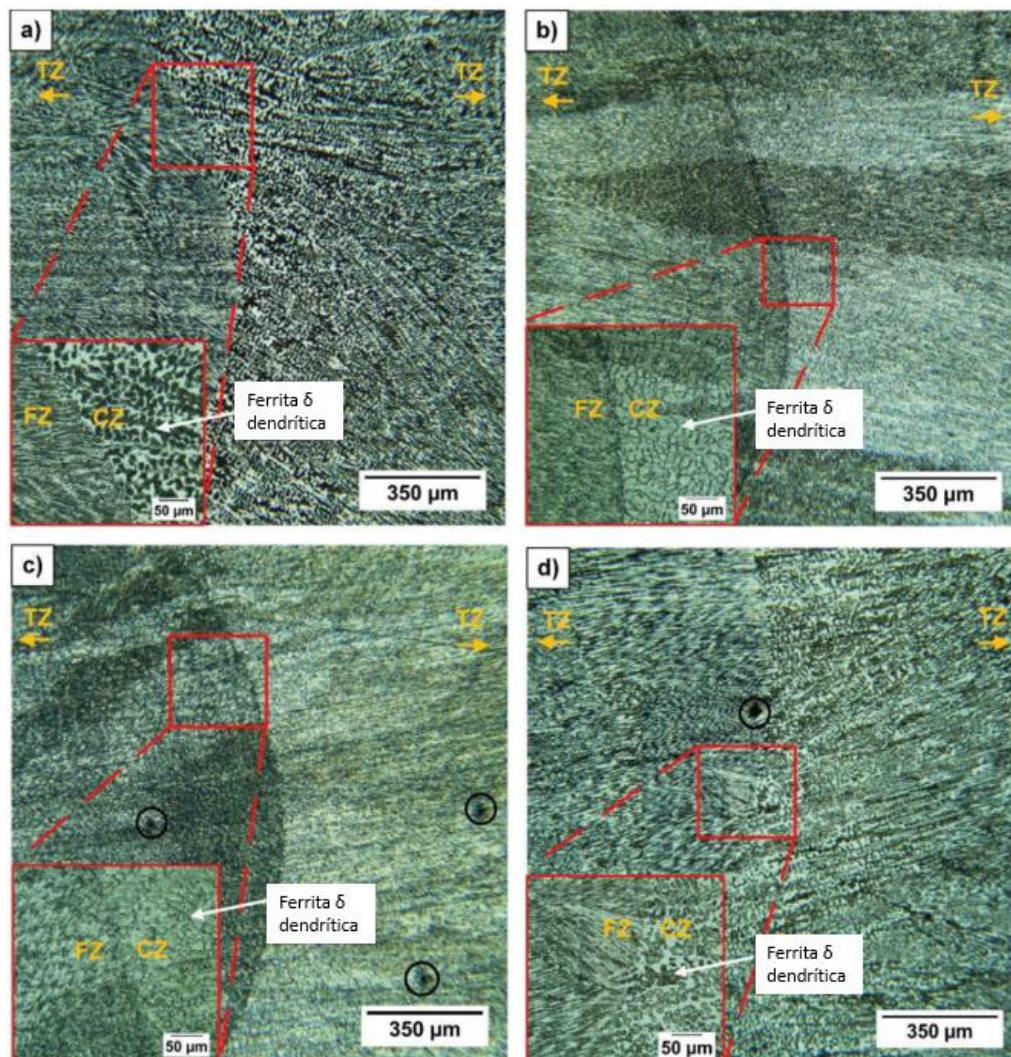 a)
TZ
TZ
FZ
CZ
Ferrita δ
dendrítica
50 µm
350 µm
b)
TZ
TZ
FZ
CZ
Ferrita δ
dendrítica
50 µm
350 µm
c)
TZ
TZ
FZ
CZ
Ferrita δ
dendrítica
50 µm
350 µm
d)
TZ
TZ
FZ
CZ
Ferrita δ
dendrítica
50 µm
350 µm